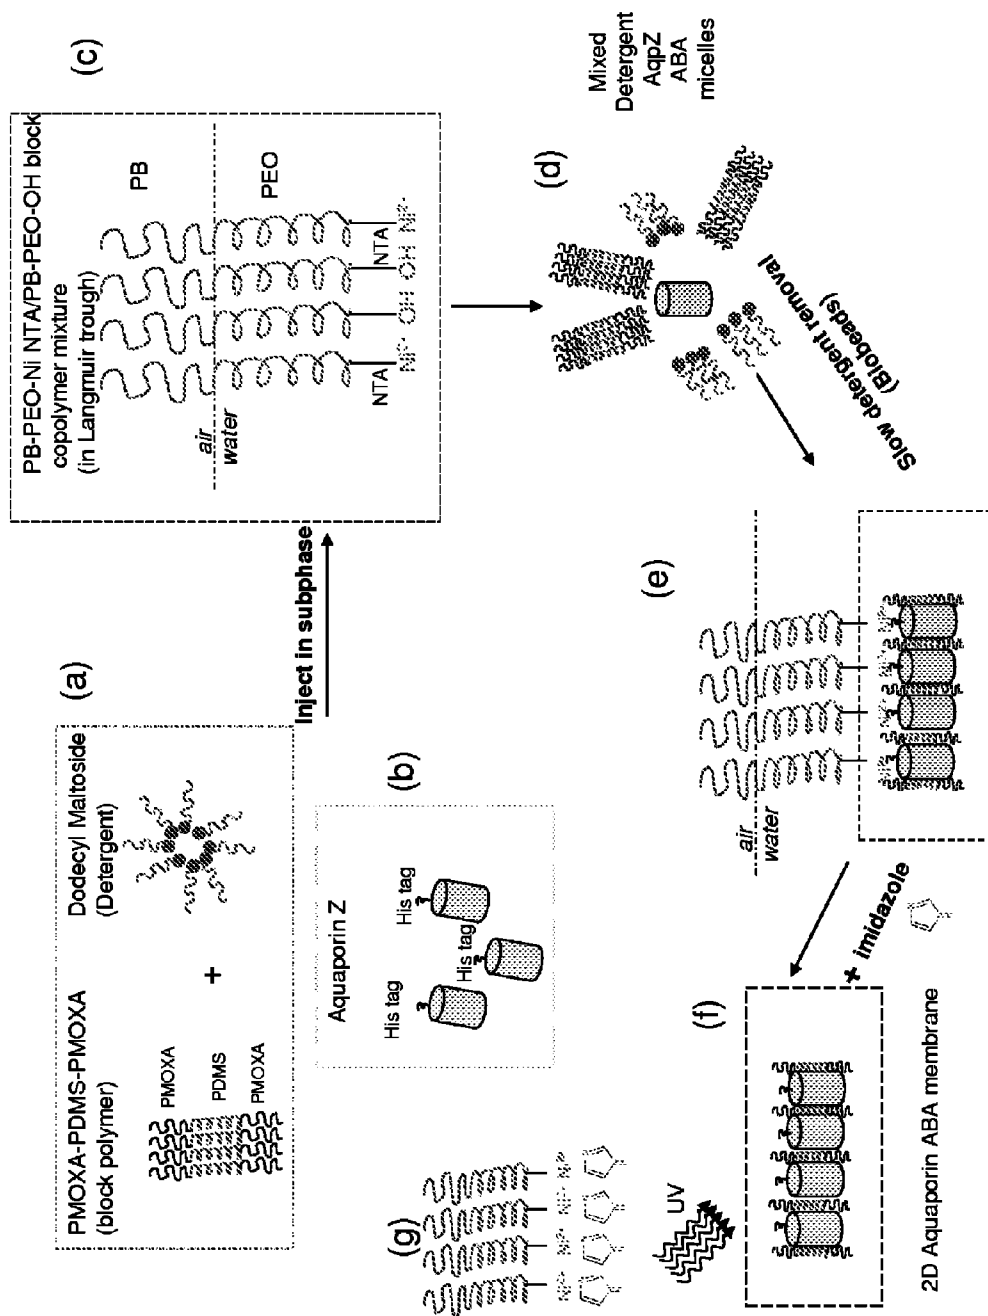 (a)
PMOXA-PDMS-PMOXA
(block polymer)
PMOXA
PDMS
PMOXA
+
Dodecyl Maltoside
(Detergent)
(b)
Aquaporin Z
His tag
His tag
His tag
Inject in subphase
(c)
PB-PEO-Ni NTA/PB-PEO-OH block
copolymer mixture
(in Langmuir trough)
PB
air
water
PEO
NTA
NTA
Ni²⁺
OH
OH
Ni²⁺
(d)
Mixed
Detergent
AqpZ
ABA
micelles
Slow detergent removal
(Biobeads)
(e)
air
water
+ imidazole
(f)
2D Aquaporin ABA membrane
(g)
UV